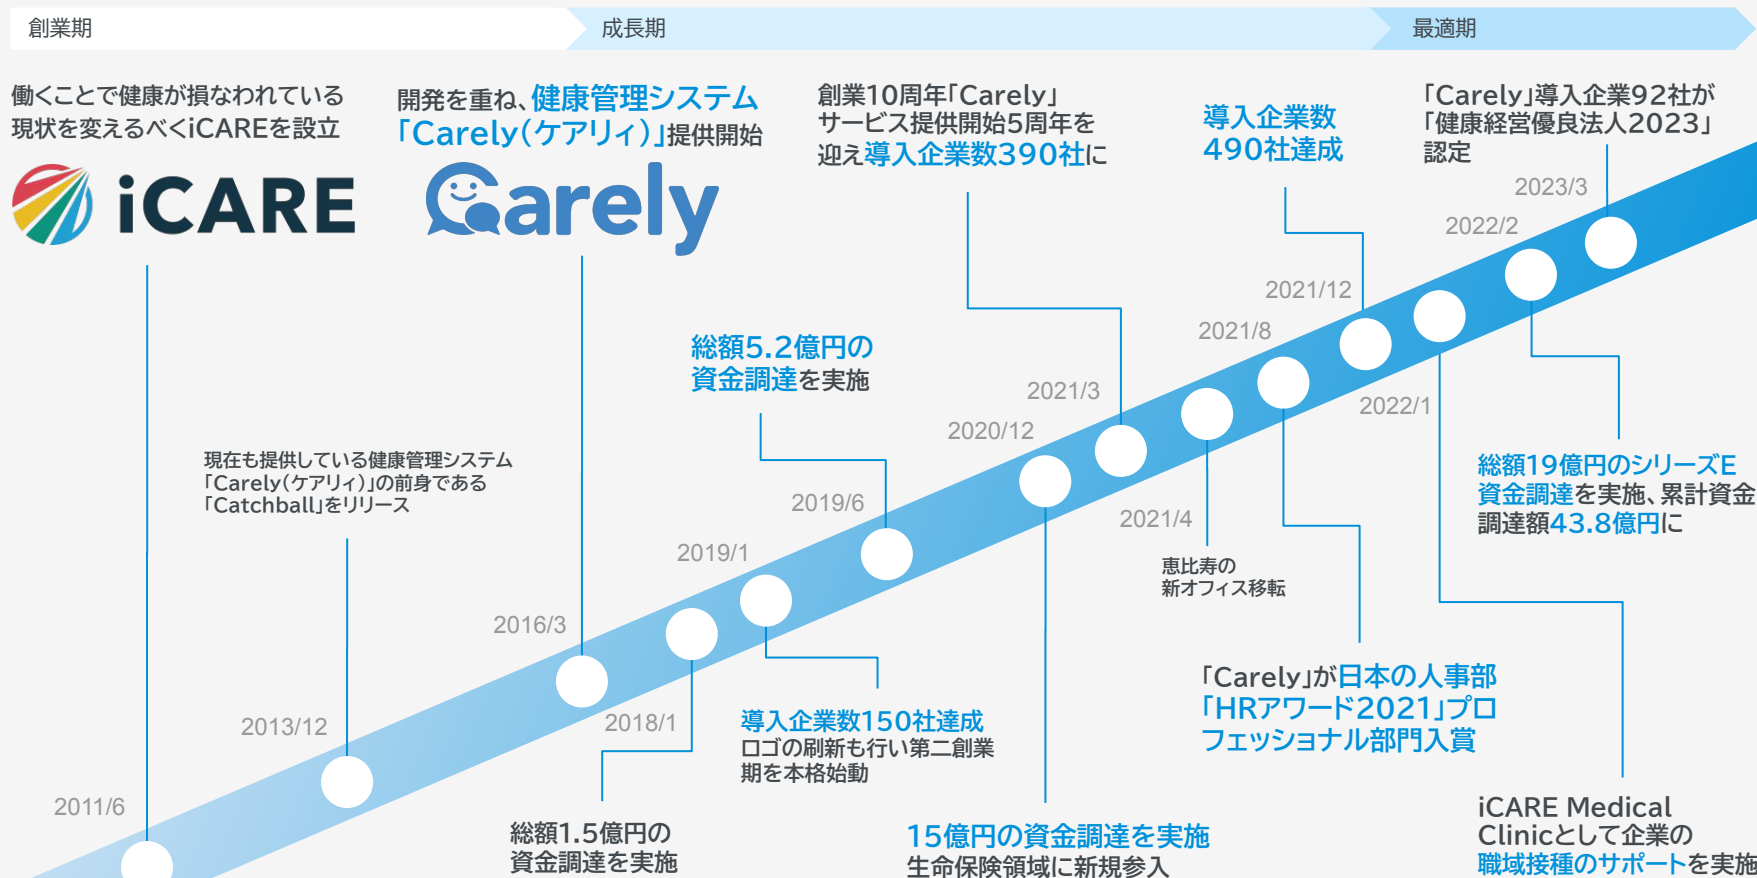 創業期
成長期
最適期
働くことで健康が損なわれている
現状を変えるべくiCAREを設立
iCARE
開発を重ね、健康管理システム
「Carely(ケアリィ)」提供開始
Carely
創業10周年「Carely」
サービス提供開始5周年を
迎え導入企業数390社に
導入企業数
490社達成
「Carely」導入企業92社が
「健康経営優良法人2023」
認定
2023/3
2022/2
2021/12
2021/8
総額5.2億円の
資金調達を実施
2021/3
2022/1
2020/12
現在も提供している健康管理システム
「Carely(ケアリィ)」の前身である
「Catchball」をリリース
総額19億円のシリーズE
資金調達を実施、累計資金
調達額43.8億円に
2019/6
2021/4
2019/1
恵比寿の
新オフィス移転
2016/3
「Carely」が日本の人事部
「HRアワード2021」プロ
フェッショナル部門入賞
2013/12
2018/1
導入企業数150社達成
ロゴの刷新も行い第二創業
期を本格始動
2011/6
総額1.5億円の
資金調達を実施
15億円の資金調達を実施
生命保険領域に新規参入
iCARE Medical
Clinicとして企業の
職域接種のサポートを実施